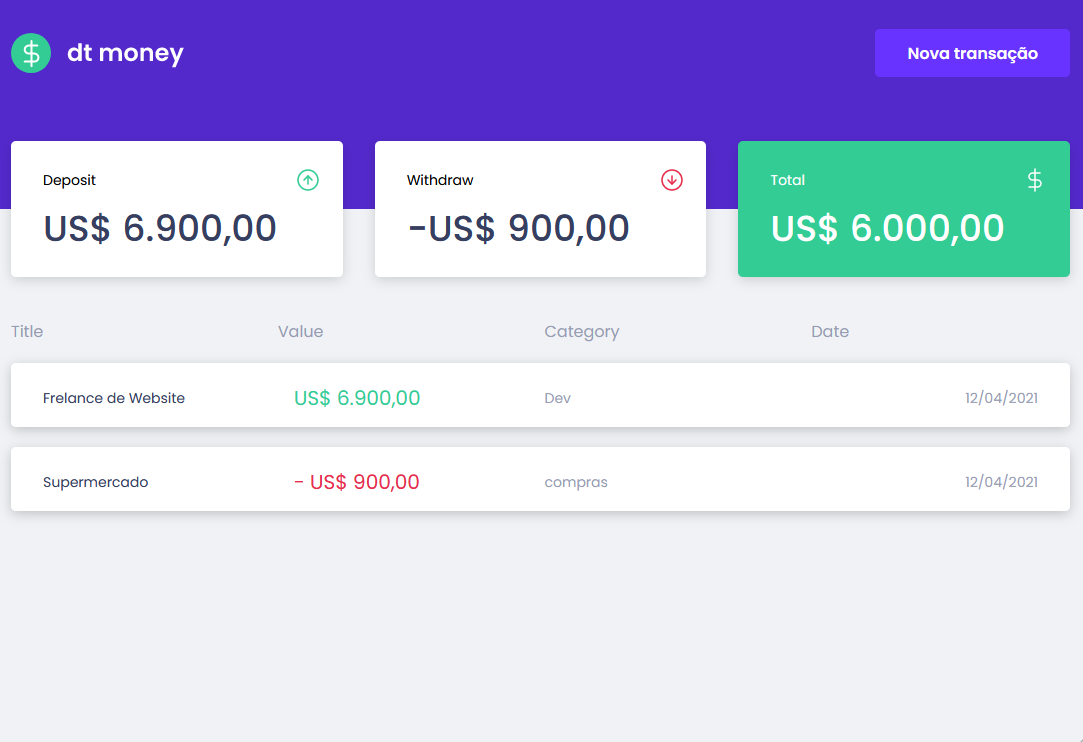 dt money
Nova transação
Deposit
US$ 6.900,00
Withdraw
-US$ 900,00
Total
US$ 6.000,00
Title Value Category Date
Frelance de Website US$ 6.900,00 Dev 12/04/2021
Supermercado - US$ 900,00 compras 12/04/2021